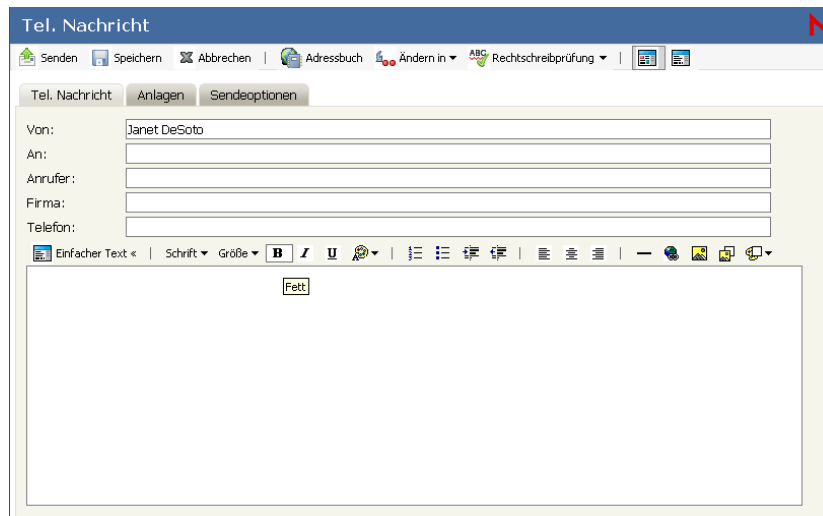 Tel. Nachricht
Senden Speichern Abbrechen | Adressbuch Ändern in ABC Rechtschreibprüfung |
Tel. Nachricht Anlagen Sendeoptionen
Von: Janet DeSoto
An:
Anrufer:
Firma:
Telefon:
Einfacher Text « | Schrift Größe B I U | | |
Fett